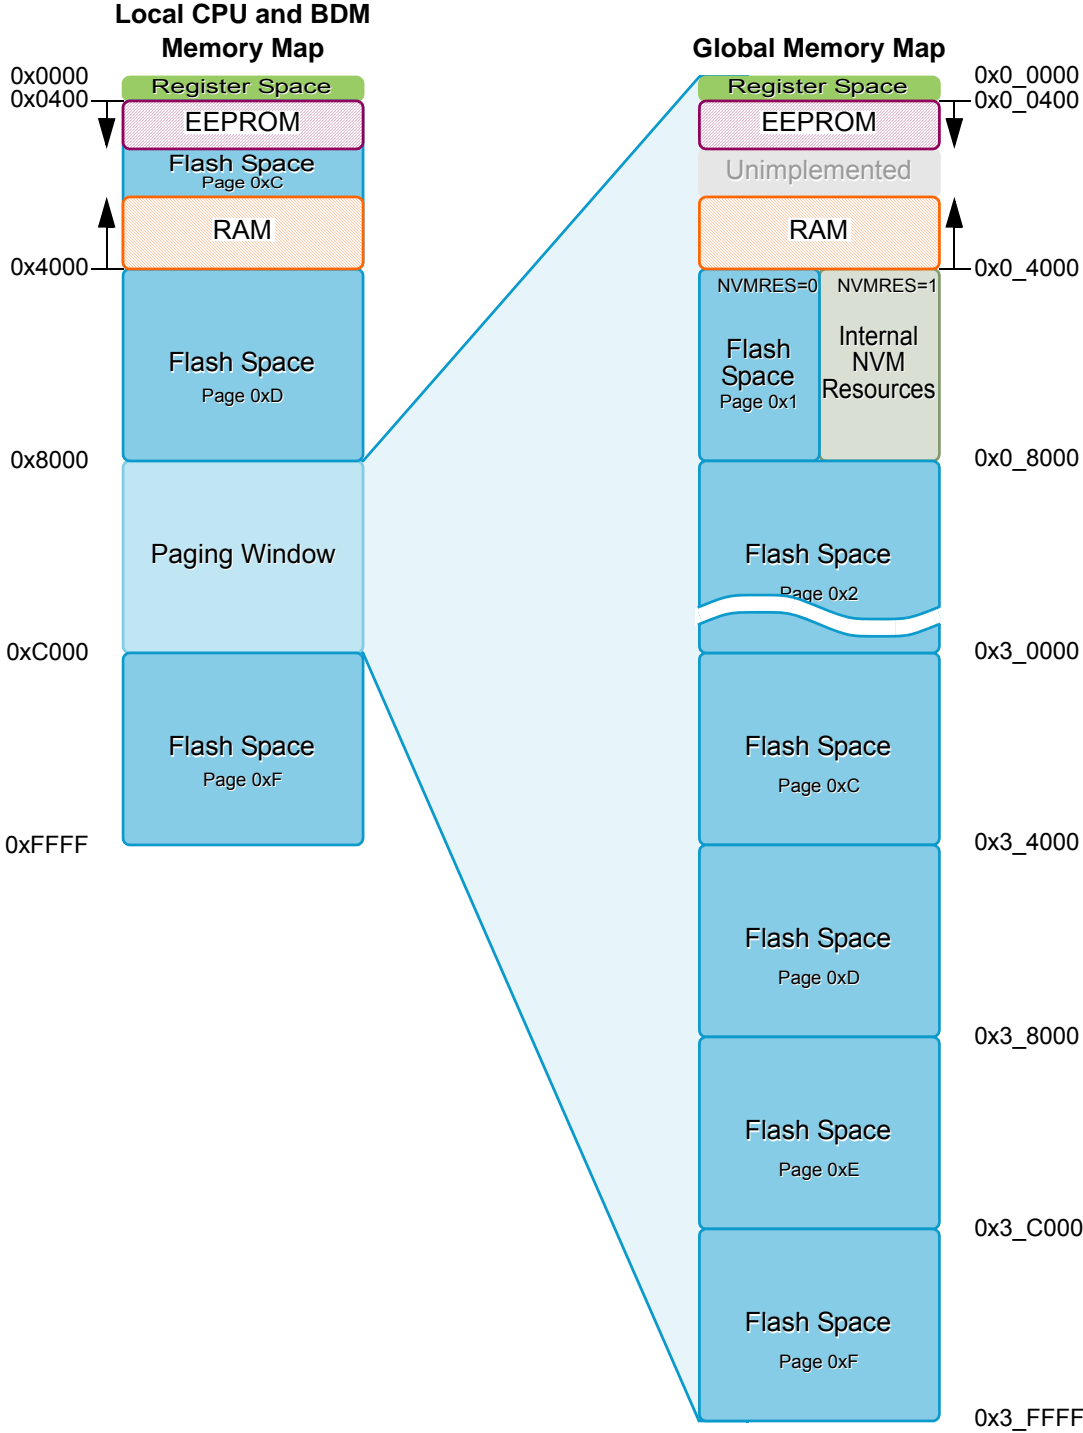 Local CPU and BDM
Memory Map
0x0000
Register Space
0x0400
EEPROM
Flash Space
Page 0xC
RAM
0x4000
Flash Space
Page 0xD
0x8000
Paging Window
0xC000
Flash Space
Page 0xF
0xFFFF
Global Memory Map
0x0_0000
Register Space
0x0_0400
EEPROM
Unimplemented
RAM
0x0_4000
NVMRES=0
Flash
Space
Page 0x1
NVMRES=1
Internal
NVM
Resources
0x0_8000
Flash Space
Page 0x2
0x3_0000
Flash Space
Page 0xC
0x3_4000
Flash Space
Page 0xD
0x3_8000
Flash Space
Page 0xE
0x3_C000
Flash Space
Page 0xF
0x3_FFFF